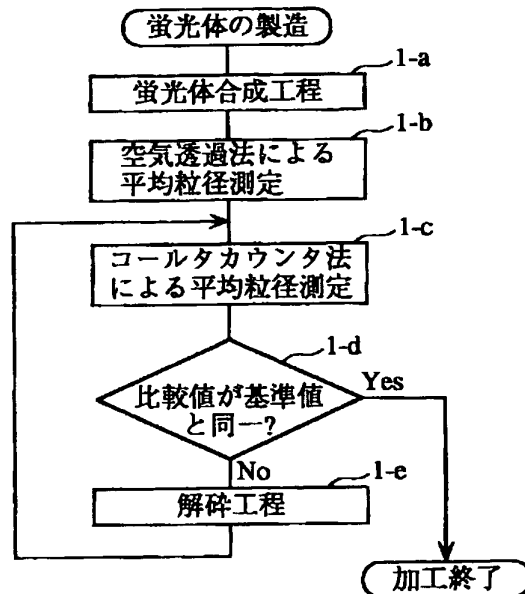 蛍光体の製造
1-a
蛍光体合成工程
1-b
空気透過法による
平均粒径測定
1-c
コールタカウンタ法
による平均粒径測定
1-d
比較値が基準値
と同一?
Yes
No
1-e
解砕工程
加工終了